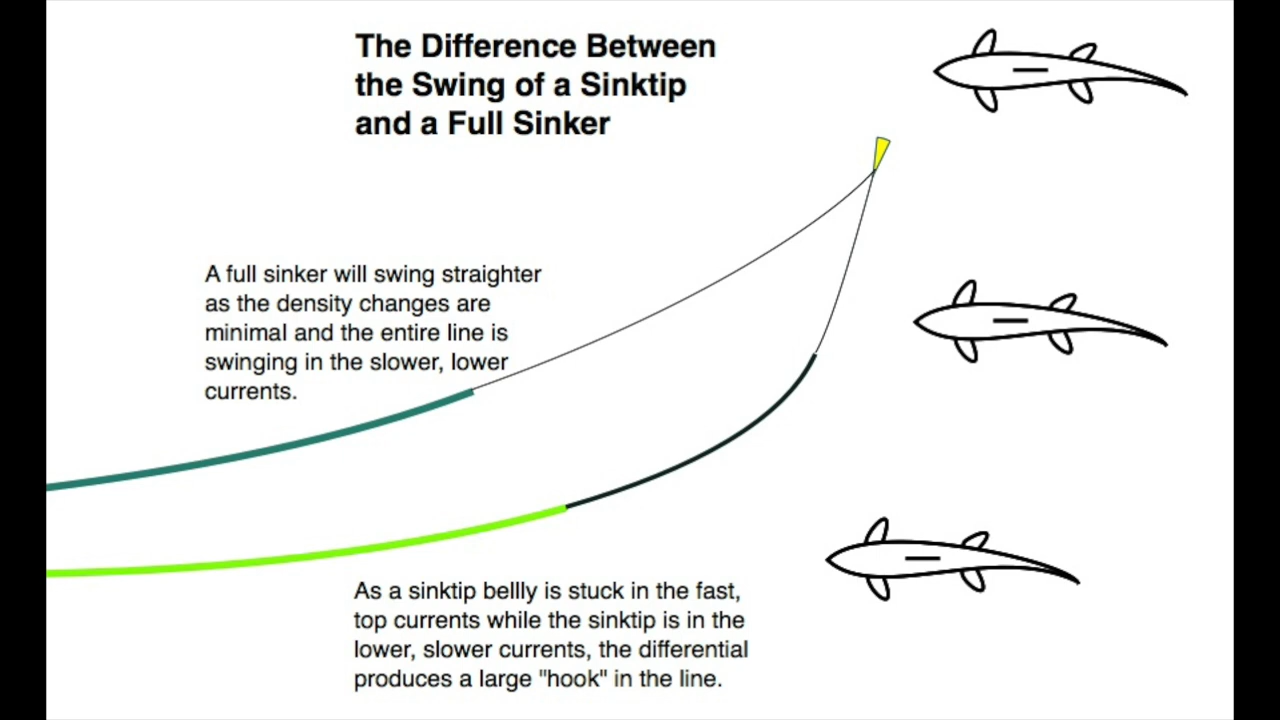 The Difference Between
the Swing of a Sinktip
and a Full Sinker
A full sinker will swing straighter
as the density changes are
minimal and the entire line is
swinging in the slower, lower
currents.
As a sinktip bellly is stuck in the fast,
top currents while the sinktip is in the
lower, slower currents, the differential
produces a large "hook" in the line.